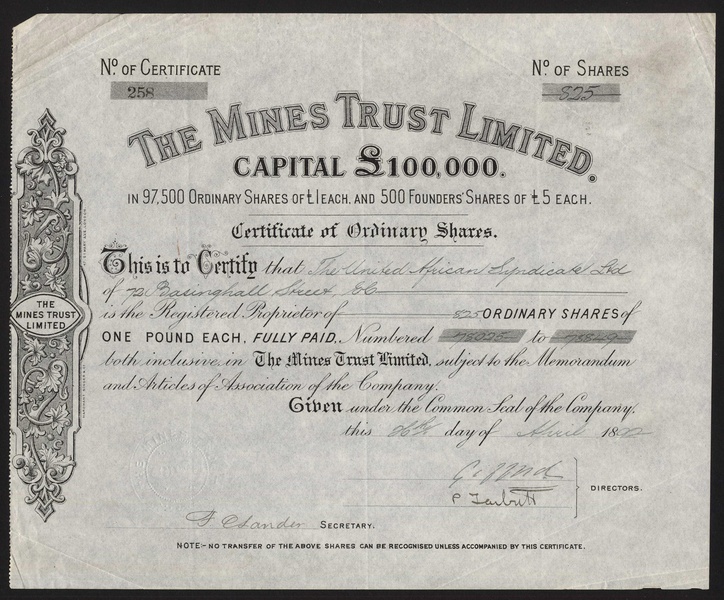 Nº. OF CERTIFICATE
258
Nº. OF SHARES
825
THE MINES TRUST LIMITED.
CAPITAL £100,000.
IN 97,500 ORDINARY SHARES OF £1 EACH, AND 500 FOUNDERS' SHARES OF £5 EACH.
Certificate of Ordinary Shares.
This is to Certify that The United African Syndicate Ltd
of 72 Basinghall Street, EC
is the Registered Proprietor of 825 ORDINARY SHARES of
ONE POUND EACH, FULLY PAID, Numbered 78025 to 78849
both inclusive, in The Mines Trust Limited, subject to the Memorandum
and Articles of Association of the Company.
Given under the Common Seal of the Company,
this 26th day of April 18
THE
MINES TRUST
LIMITED
DIRECTORS.
SECRETARY.
NOTE:- NO TRANSFER OF THE ABOVE SHARES CAN BE RECOGNISED UNLESS ACCOMPANIED BY THIS CERTIFICATE.